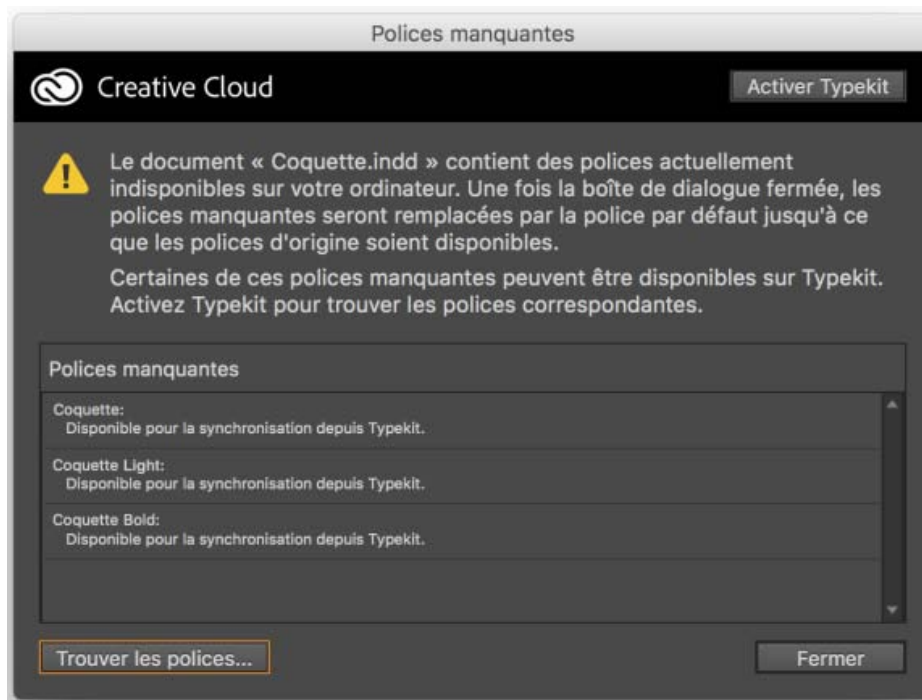 Polices manquantes
Creative Cloud
Activer Typekit
Le document « Coquette.indd » contient des polices actuellement
indisponibles sur votre ordinateur. Une fois la boîte de dialogue fermée, les
polices manquantes seront remplacées par la police par défaut jusqu'à ce
que les polices d'origine soient disponibles.
Certaines de ces polices manquantes peuvent être disponibles sur Typekit.
Activez Typekit pour trouver les polices correspondantes.
Polices manquantes
Coquette:
Disponible pour la synchronisation depuis Typekit.
Coquette Light:
Disponible pour la synchronisation depuis Typekit.
Coquette Bold:
Disponible pour la synchronisation depuis Typekit.
Trouver les polices...
Fermer